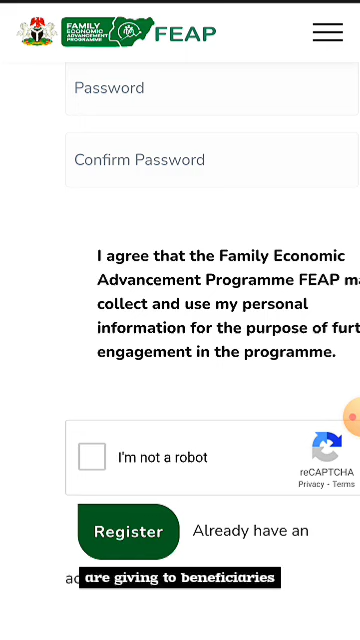 FAMILY
ECONOMIC
ADVANCEMENT
PROGRAMME
FEAP
Password
Confirm Password
I agree that the Family Economic
Advancement Programme FEAP ma
collect and use my personal
information for the purpose of furt
engagement in the programme.
I'm not a robot
reCAPTCHA
Privacy - Terms
Register
Already have an
are giving to beneficiaries